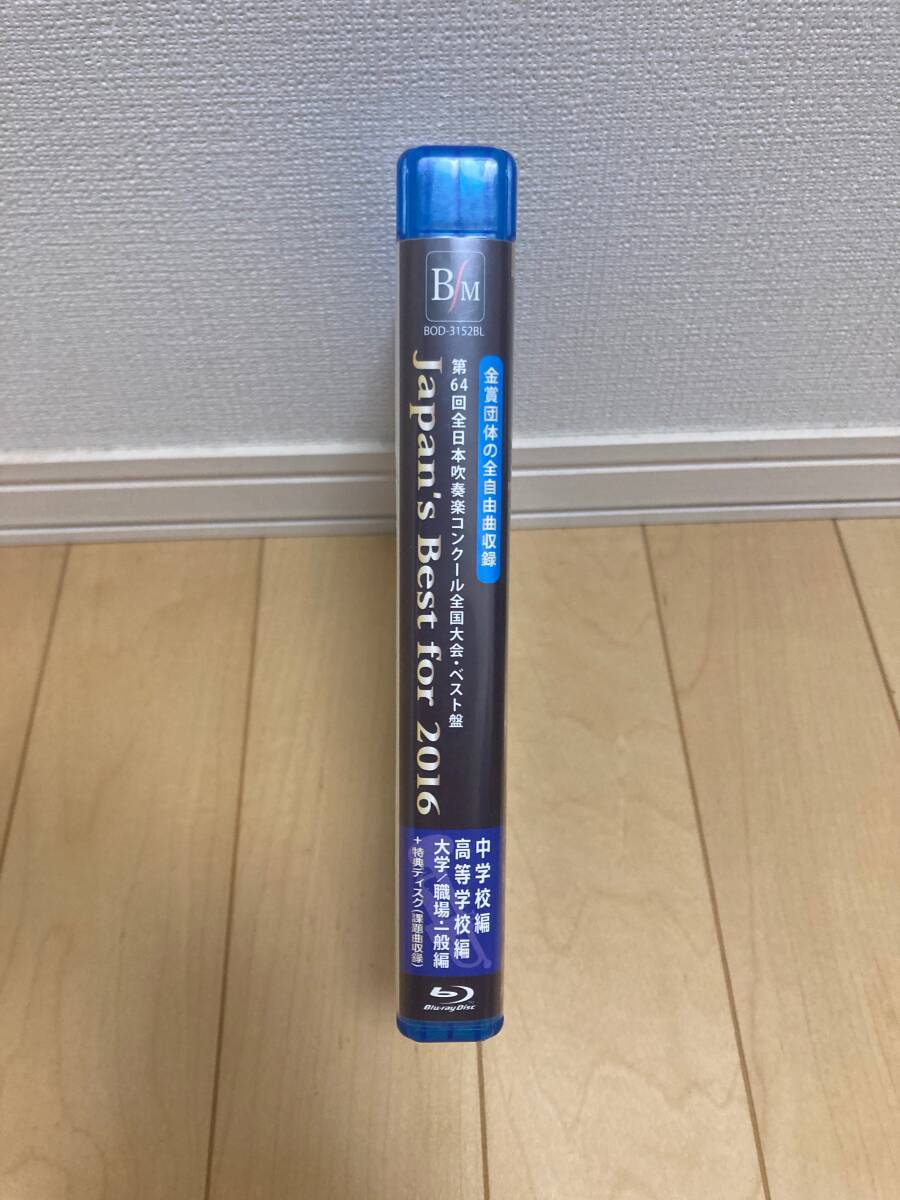 B/M
BOD-3152BL
金賞団体の全自由曲収録
第64回全日本吹奏楽コンクール全国大会・ベスト盤
Japan's Best for 2016
中学校編
高等学校編
大学/職場・一般編
+特典ディスク(課題曲収録)
Blu-ray Disc